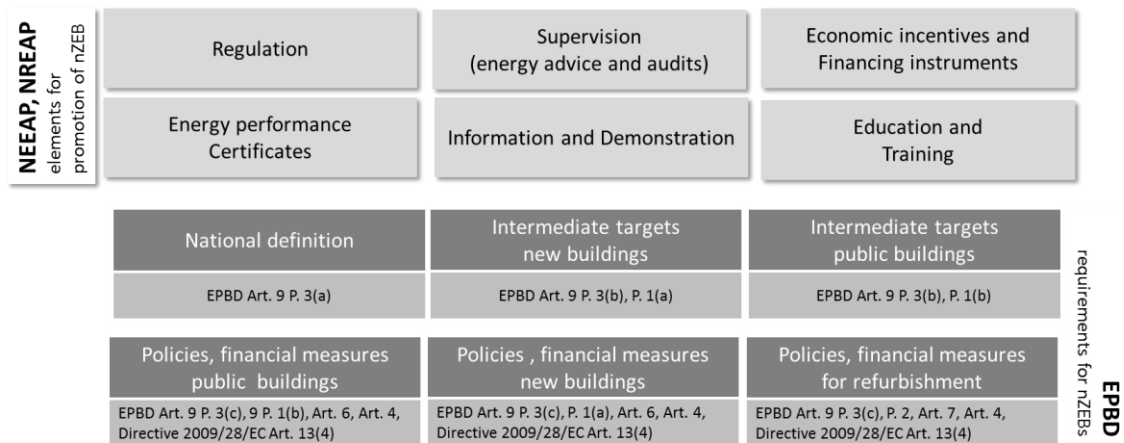 NEEAP, NREAP
elements for
promotion of nZEB
Regulation
Supervision
(energy advice and audits)
Economic incentives and
Financing instruments
Energy performance
Certificates
Information and Demonstration
Education and
Training
National definition
EPBD Art. 9 P. 3(a)
Intermediate targets
new buildings
EPBD Art. 9 P. 3(b), P. 1(a)
Intermediate targets
public buildings
EPBD Art. 9 P. 3(b), P. 1(b)
Policies, financial measures
public buildings
EPBD Art. 9 P. 3(c), 9 P. 1(b), Art. 6, Art. 4,
Directive 2009/28/EC Art. 13(4)
Policies , financial measures
new buildings
EPBD Art. 9 P. 3(c), P. 1(a), Art. 6, Art. 4,
Directive 2009/28/EC Art. 13(4)
Policies, financial measures
for refurbishment
EPBD Art. 9 P. 3(c), P. 2, Art. 7, Art. 4,
Directive 2009/28/EC Art. 13(4)
EPBD
requirements for nZEBs